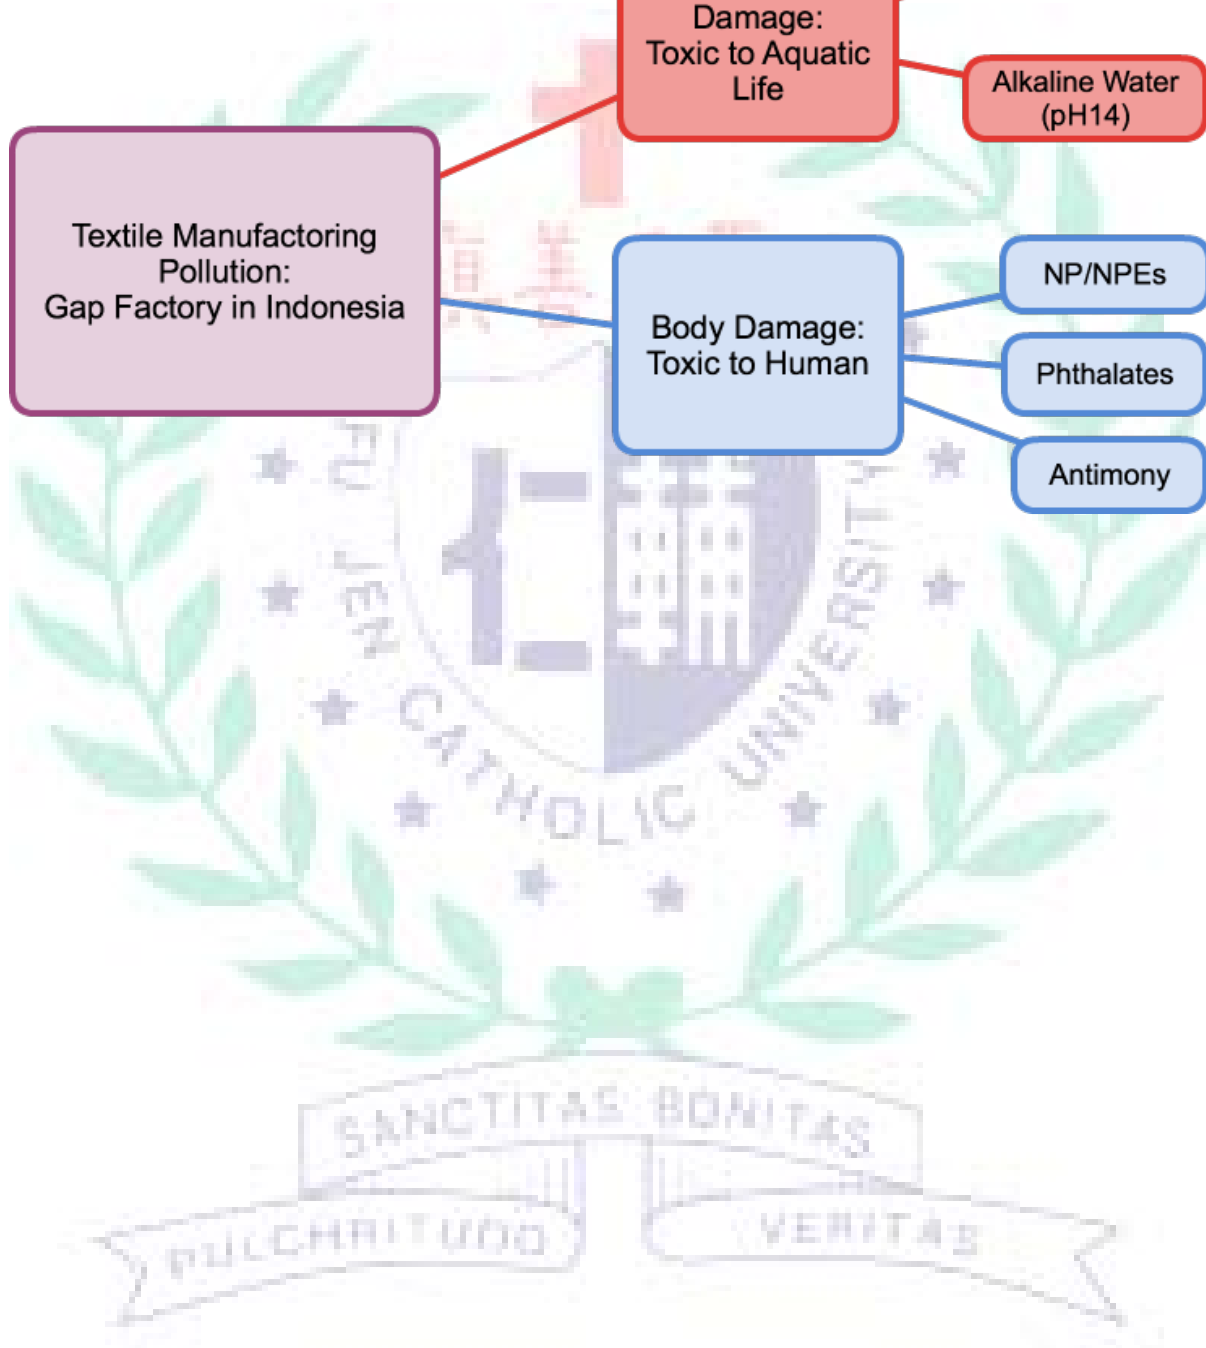 Damage:
Toxic to Aquatic
Life
Alkaline Water
(pH14)
Textile Manufactoring
Pollution:
Gap Factory in Indonesia
Body Damage:
Toxic to Human
NP/NPEs
Phthalates
Antimony
FU JEN CATHOLIC UNIVERSITY
SANCTITAS BONITAS
PULCHRITUDO
VERITAS